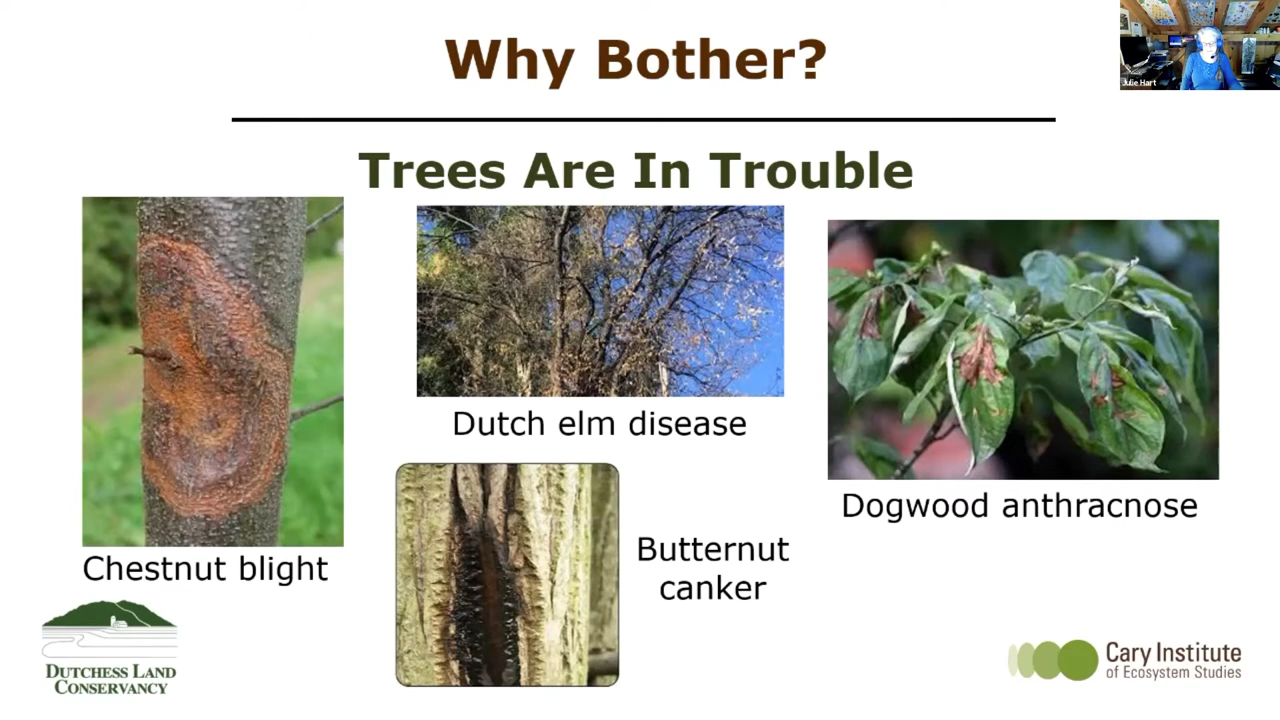 Why Bother?
Julie Hart
Trees Are In Trouble
Chestnut blight
Dutch elm disease
Butternut
canker
Dogwood anthracnose
DUTCHESS LAND
CONSERVANCY
Cary Institute
of Ecosystem Studies